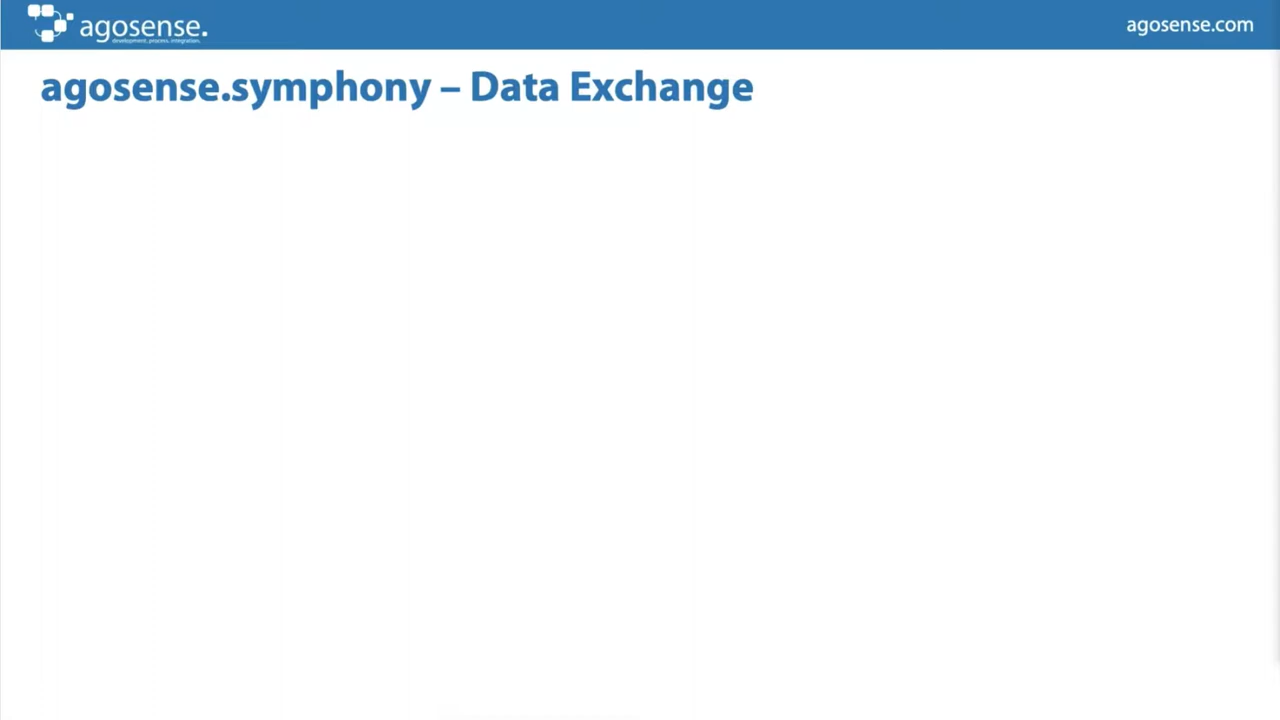 agosense.
development. process. integration.
agosense.com
agosense.symphony – Data Exchange